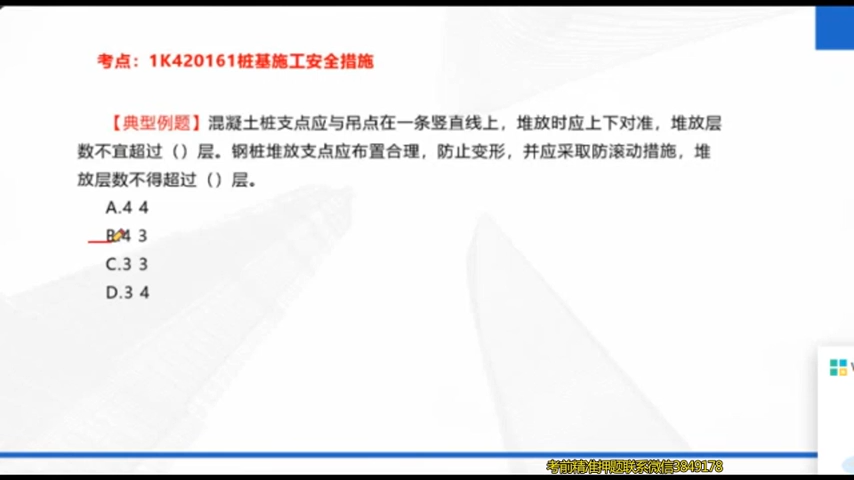 考点：1K420161桩基施工安全措施
【典型例题】混凝土桩支点应与吊点在一条竖直线上，堆放时应上下对准，堆放层
数不宜超过（）层。钢桩堆放支点应布置合理，防止变形，并应采取防滚动措施，堆
放层数不得超过（）层。
A.4 4
B.4 3
C.3 3
D.3 4
考前精准押题联系微信3849178